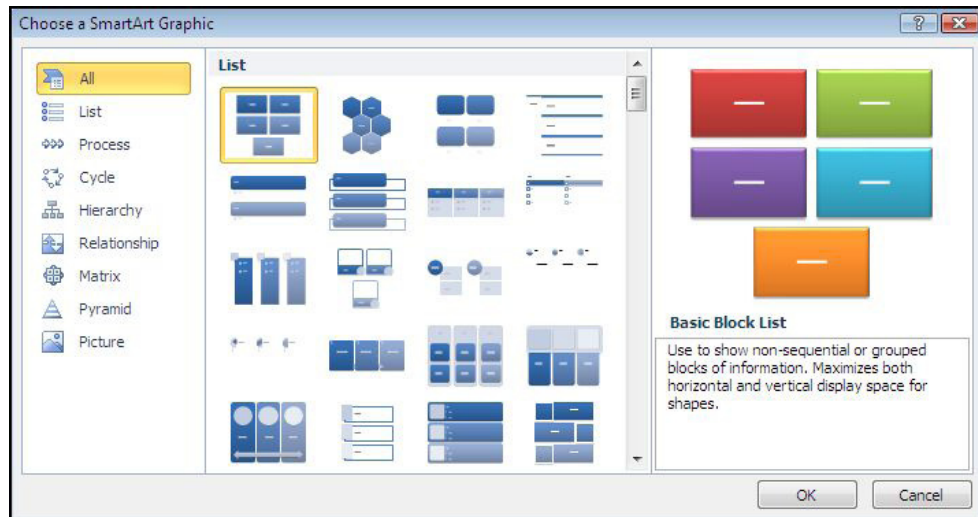 Choose a SmartArt Graphic
All
List
Process
Cycle
Hierarchy
Relationship
Matrix
Pyramid
Picture
List
Basic Block List
Use to show non-sequential or grouped
blocks of information. Maximizes both
horizontal and vertical display space for
shapes.
OK
Cancel